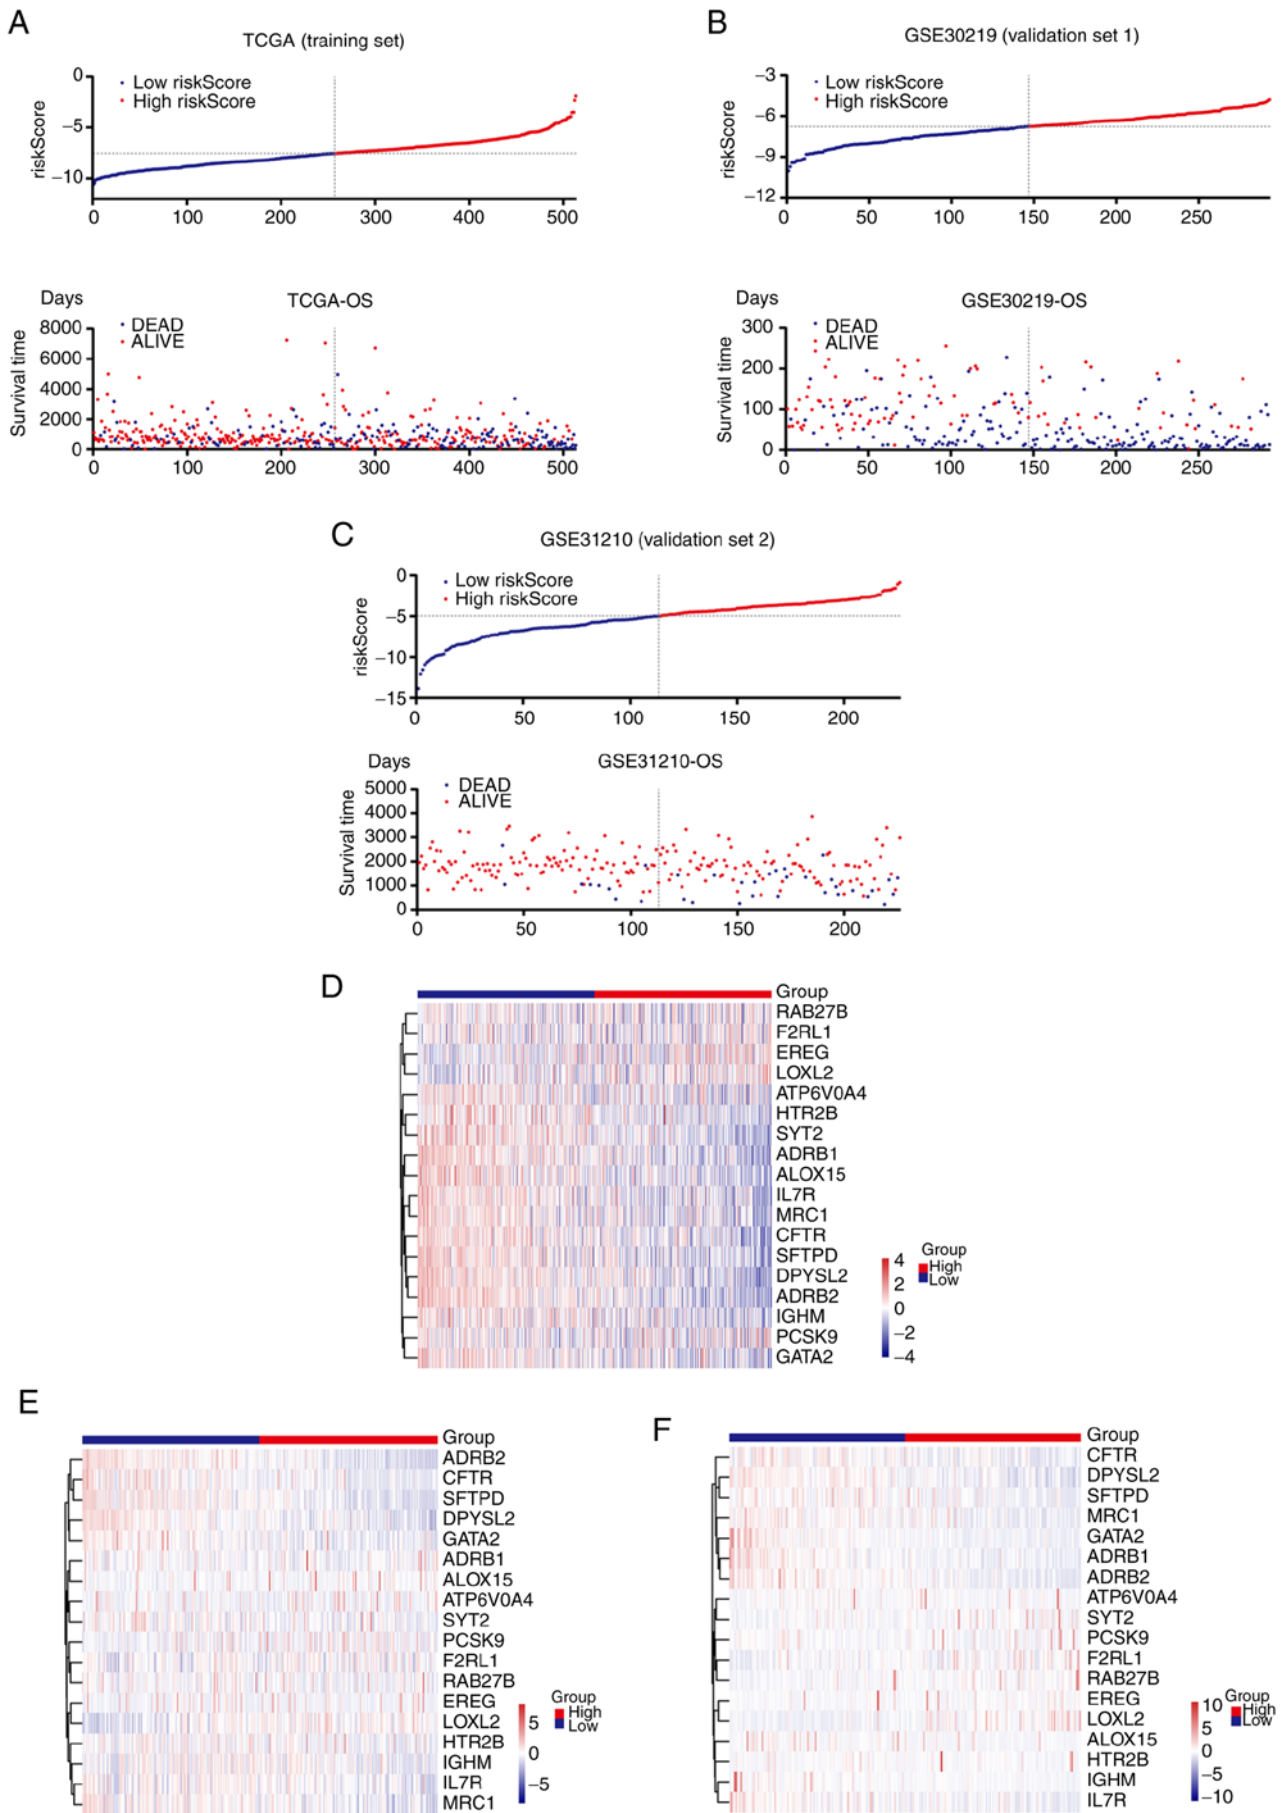 A
TCGA (training set)
0
−5
−10
riskScore
Low riskScore
High riskScore
0 100 200 300 400 500
Days
TCGA-OS
8000
6000
4000
2000
0
Survival time
DEAD
ALIVE
0 100 200 300 400 500
B
GSE30219 (validation set 1)
−3
−6
−9
−12
riskScore
Low riskScore
High riskScore
0 50 100 150 200 250
Days
GSE30219-OS
300
200
100
0
Survival time
DEAD
ALIVE
0 50 100 150 200 250
C
GSE31210 (validation set 2)
0
−5
−10
−15
riskScore
Low riskScore
High riskScore
0 50 100 150 200
Days
GSE31210-OS
5000
4000
3000
2000
1000
0
Survival time
DEAD
ALIVE
0 50 100 150 200
D
Group
RAB27B
F2RL1
EREG
LOXL2
ATP6V0A4
HTR2B
SYT2
ADRB1
ALOX15
IL7R
MRC1
CFTR
SFTPD
DPYSL2
ADRB2
IGHM
PCSK9
GATA2
4
2
0
−2
−4
Group
High
Low
E
Group
ADRB2
CFTR
SFTPD
DPYSL2
GATA2
ADRB1
ALOX15
ATP6V0A4
SYT2
PCSK9
F2RL1
RAB27B
EREG
LOXL2
HTR2B
IGHM
IL7R
MRC1
5
0
−5
Group
High
Low
F
Group
CFTR
DPYSL2
SFTPD
MRC1
GATA2
ADRB1
ADRB2
ATP6V0A4
SYT2
PCSK9
F2RL1
RAB27B
EREG
LOXL2
ALOX15
HTR2B
IGHM
IL7R
10
5
0
−5
−10
Group
High
Low